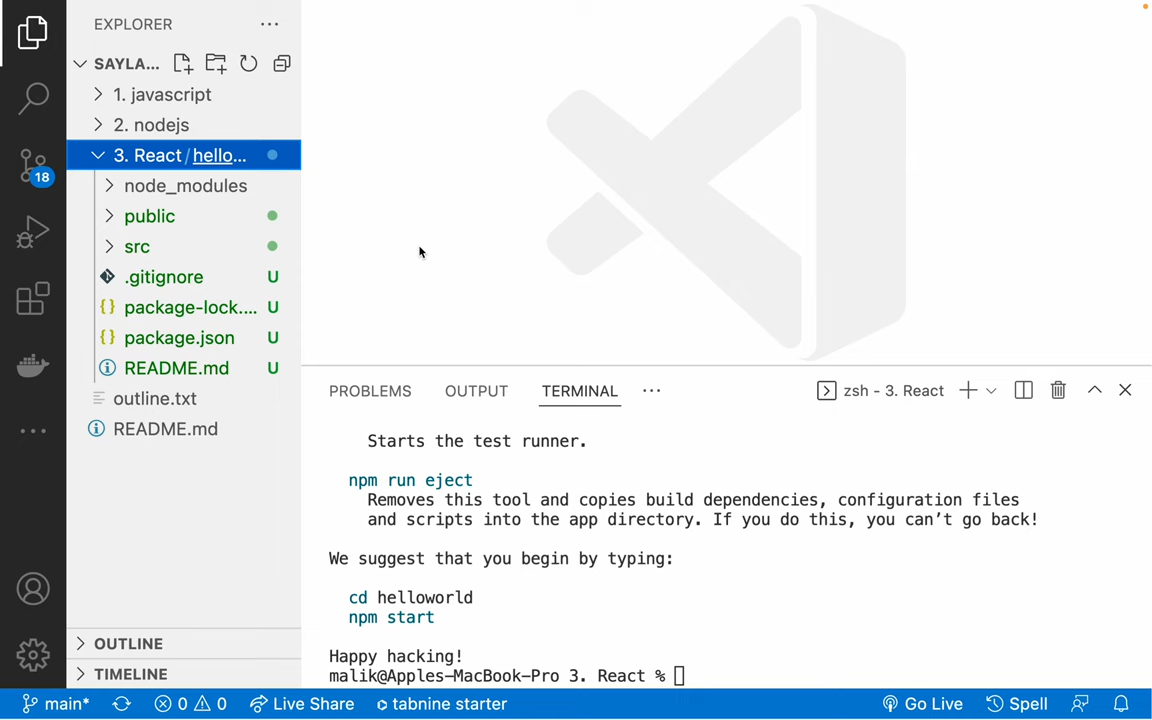 EXPLORER
SAYLA...
1. javascript
2. nodejs
3. React / hello...
node_modules
public
src
.gitignore U
package-lock.... U
package.json U
README.md U
outline.txt
README.md
18
OUTLINE
TIMELINE
PROBLEMS OUTPUT TERMINAL ... zsh - 3. React
Starts the test runner.
npm run eject
Removes this tool and copies build dependencies, configuration files
and scripts into the app directory. If you do this, you can’t go back!
We suggest that you begin by typing:
cd helloworld
npm start
Happy hacking!
malik@Apples-MacBook-Pro 3. React %
main* 0 0 Live Share tabnine starter Go Live Spell